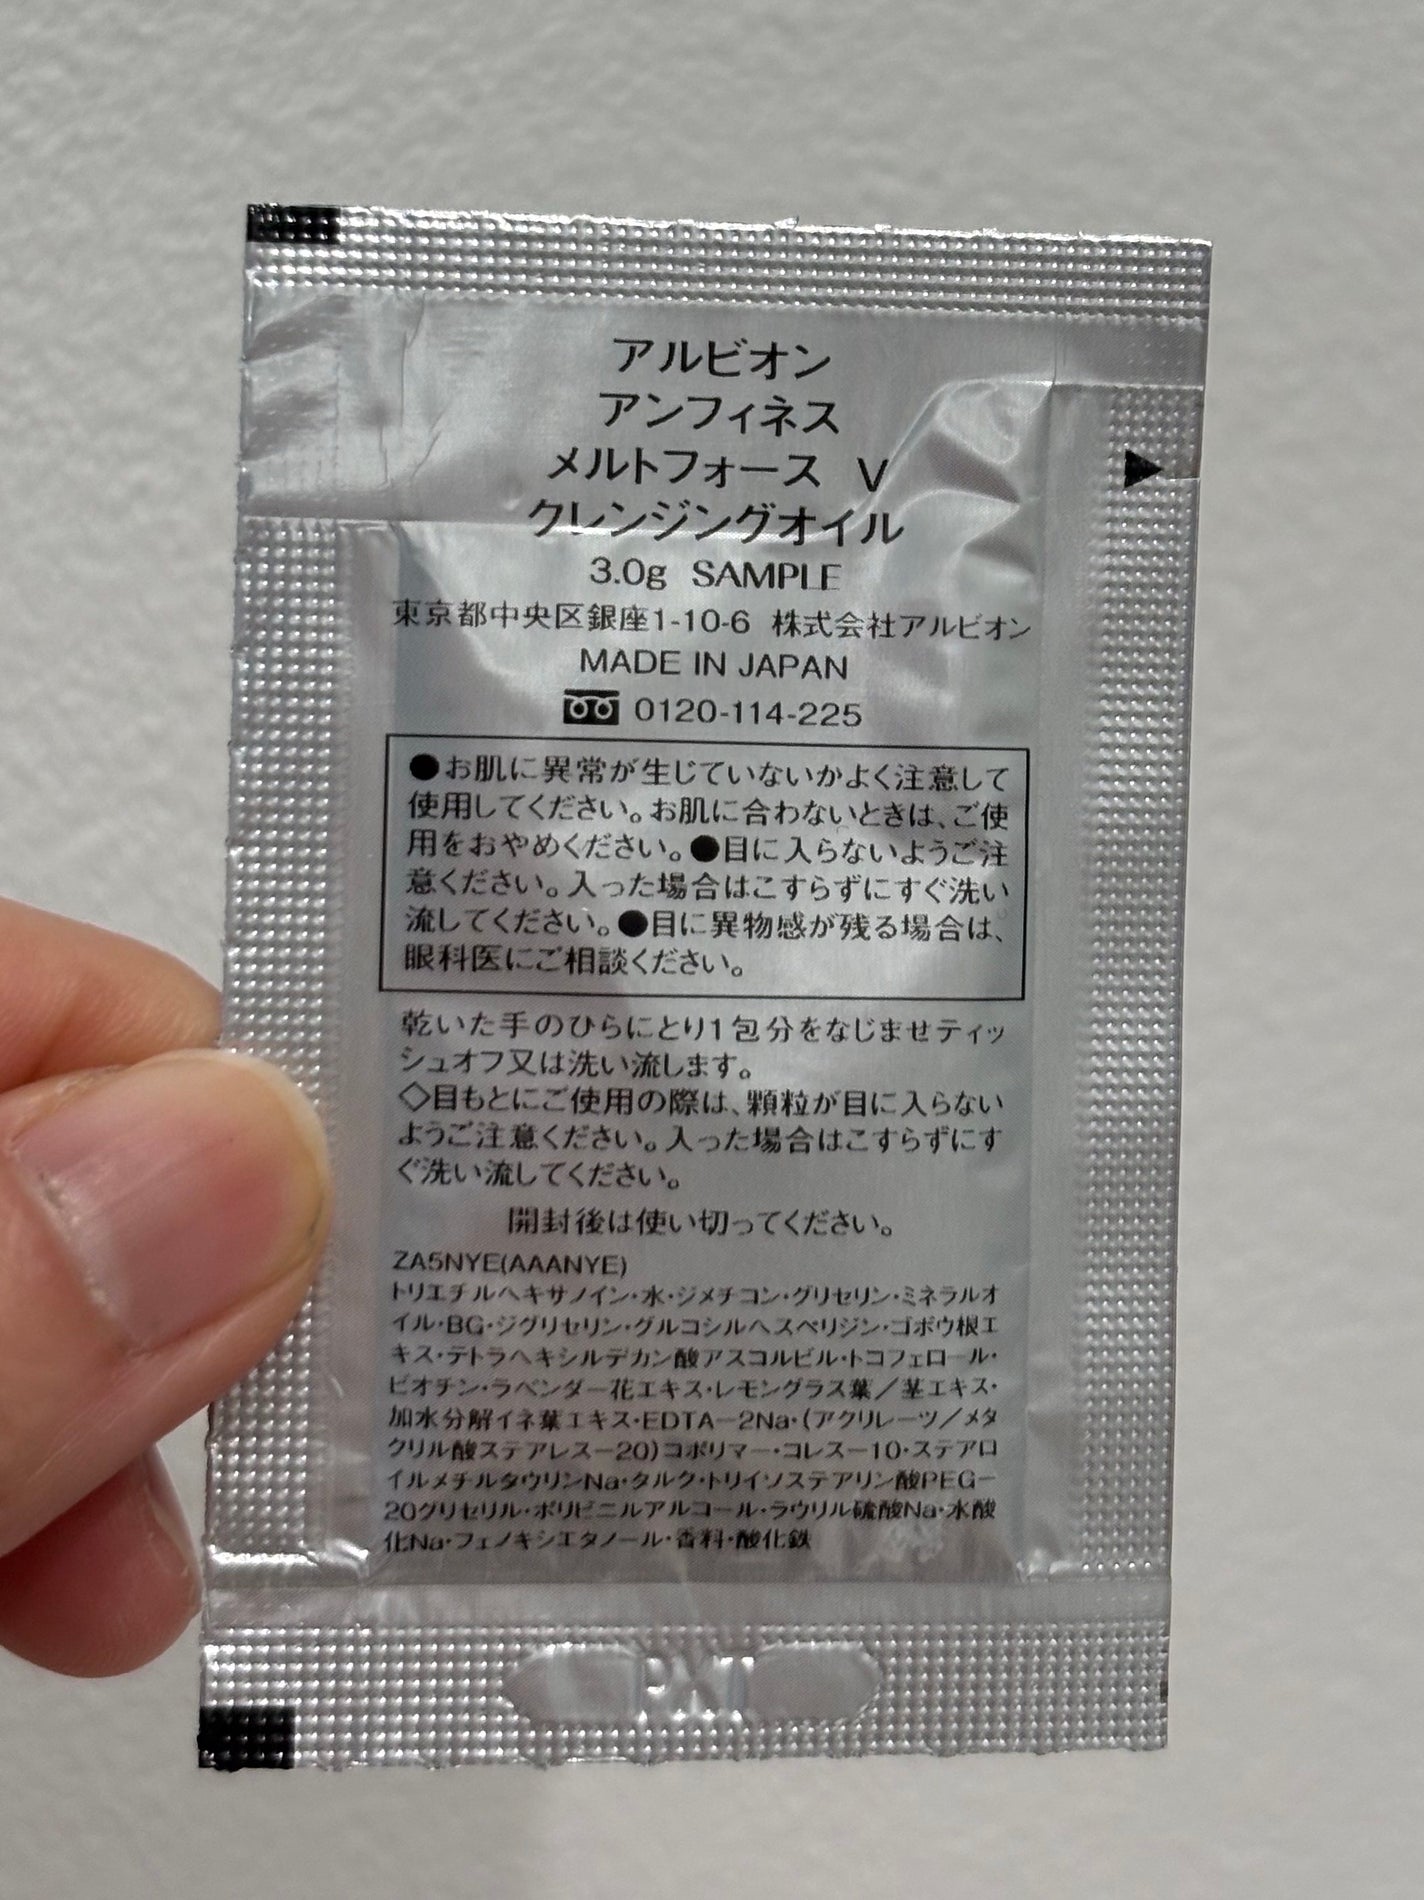 アルビオン
アンフィネス
メルトフォース V
クレンジングオイル
3.0g SAMPLE
東京都中央区銀座1-10-6 株式会社アルビオン
MADE IN JAPAN
0120-114-225
●お肌に異常が生じていないかよく注意して
使用してください。お肌に合わないときは、ご使
用をおやめください。●目に入らないようご注
意ください。入った場合はこすらずにすぐ洗い
流してください。●目に異物感が残る場合は、
眼科医にご相談ください。
乾いた手のひらにとり1包分をなじませティッ
シュオフ又は洗い流します。
◇目もとにご使用の際は、顆粒が目に入らない
ようご注意ください。入った場合はこすらずにす
ぐ洗い流してください。
開封後は使い切ってください。
ZA5NYE(AAANYE)
トリエチルヘキサノイン・水・ジメチコン・グリセリン・ミネラルオ
イル・BG・ジグリセリン・グルコシルヘスペリジン・ゴボウ根エ
キス・テトラヘキシルデカン酸アスコルビル・トコフェロール・
ビオチン・ラベンダー花エキス・レモングラス葉/茎エキス・
加水分解イネ葉エキス・EDTA-2Na・(アクリレーツ/メタ
クリル酸ステアレス-20)コポリマー・コレス-10・ステアロ
イルメチルタウリンNa・タルク・トリイソステアリン酸PEG-
20グリセリル・ポリビニルアルコール・ラウリル硫酸Na・水酸
化Na・フェノキシエタノール・香料・酸化鉄